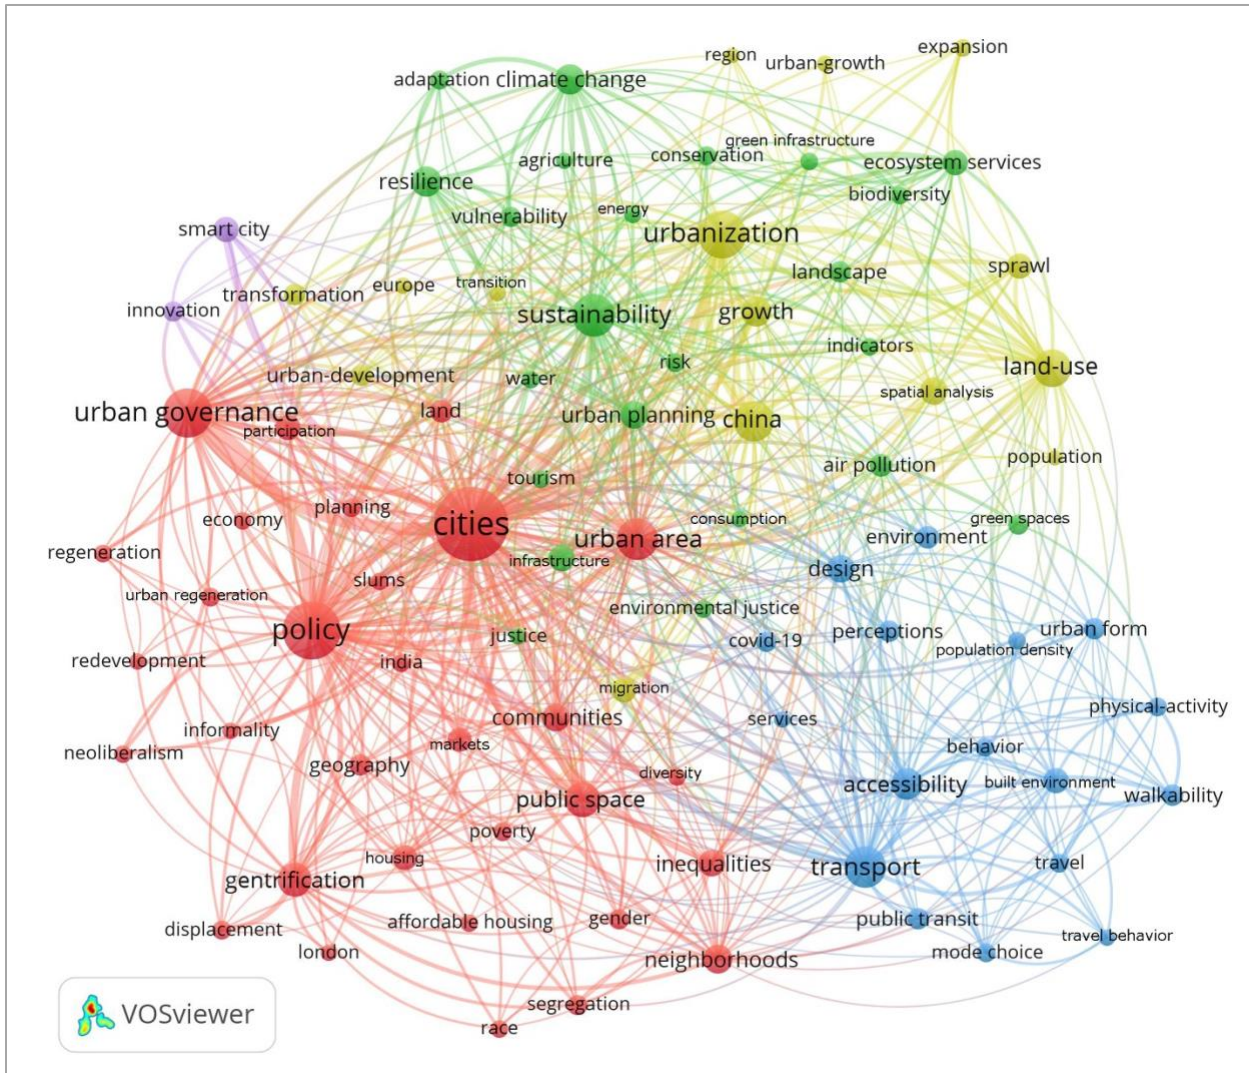 expansion
region
urban-growth
adaptation
climate change
green infrastructure
agriculture
conservation
ecosystem services
resilience
biodiversity
energy
vulnerability
smart city
urbanization
landscape
sprawl
transition
europe
transformation
innovation
sustainability
growth
indicators
risk
land-use
urban-development
water
spatial analysis
urban governance
land
urban planning
china
participation
population
air pollution
tourism
planning
economy
consumption
green spaces
cities
urban area
environment
regeneration
infrastructure
design
slums
urban regeneration
environmental justice
policy
justice
covid-19
perceptions
urban form
population density
redevelopment
india
migration
physical-activity
communities
services
informality
markets
behavior
neoliberalism
geography
diversity
accessibility
built environment
walkability
public space
poverty
housing
inequalities
transport
travel
gentrification
affordable housing
gender
public transit
displacement
travel behavior
london
neighborhoods
mode choice
segregation
race
VOSviewer